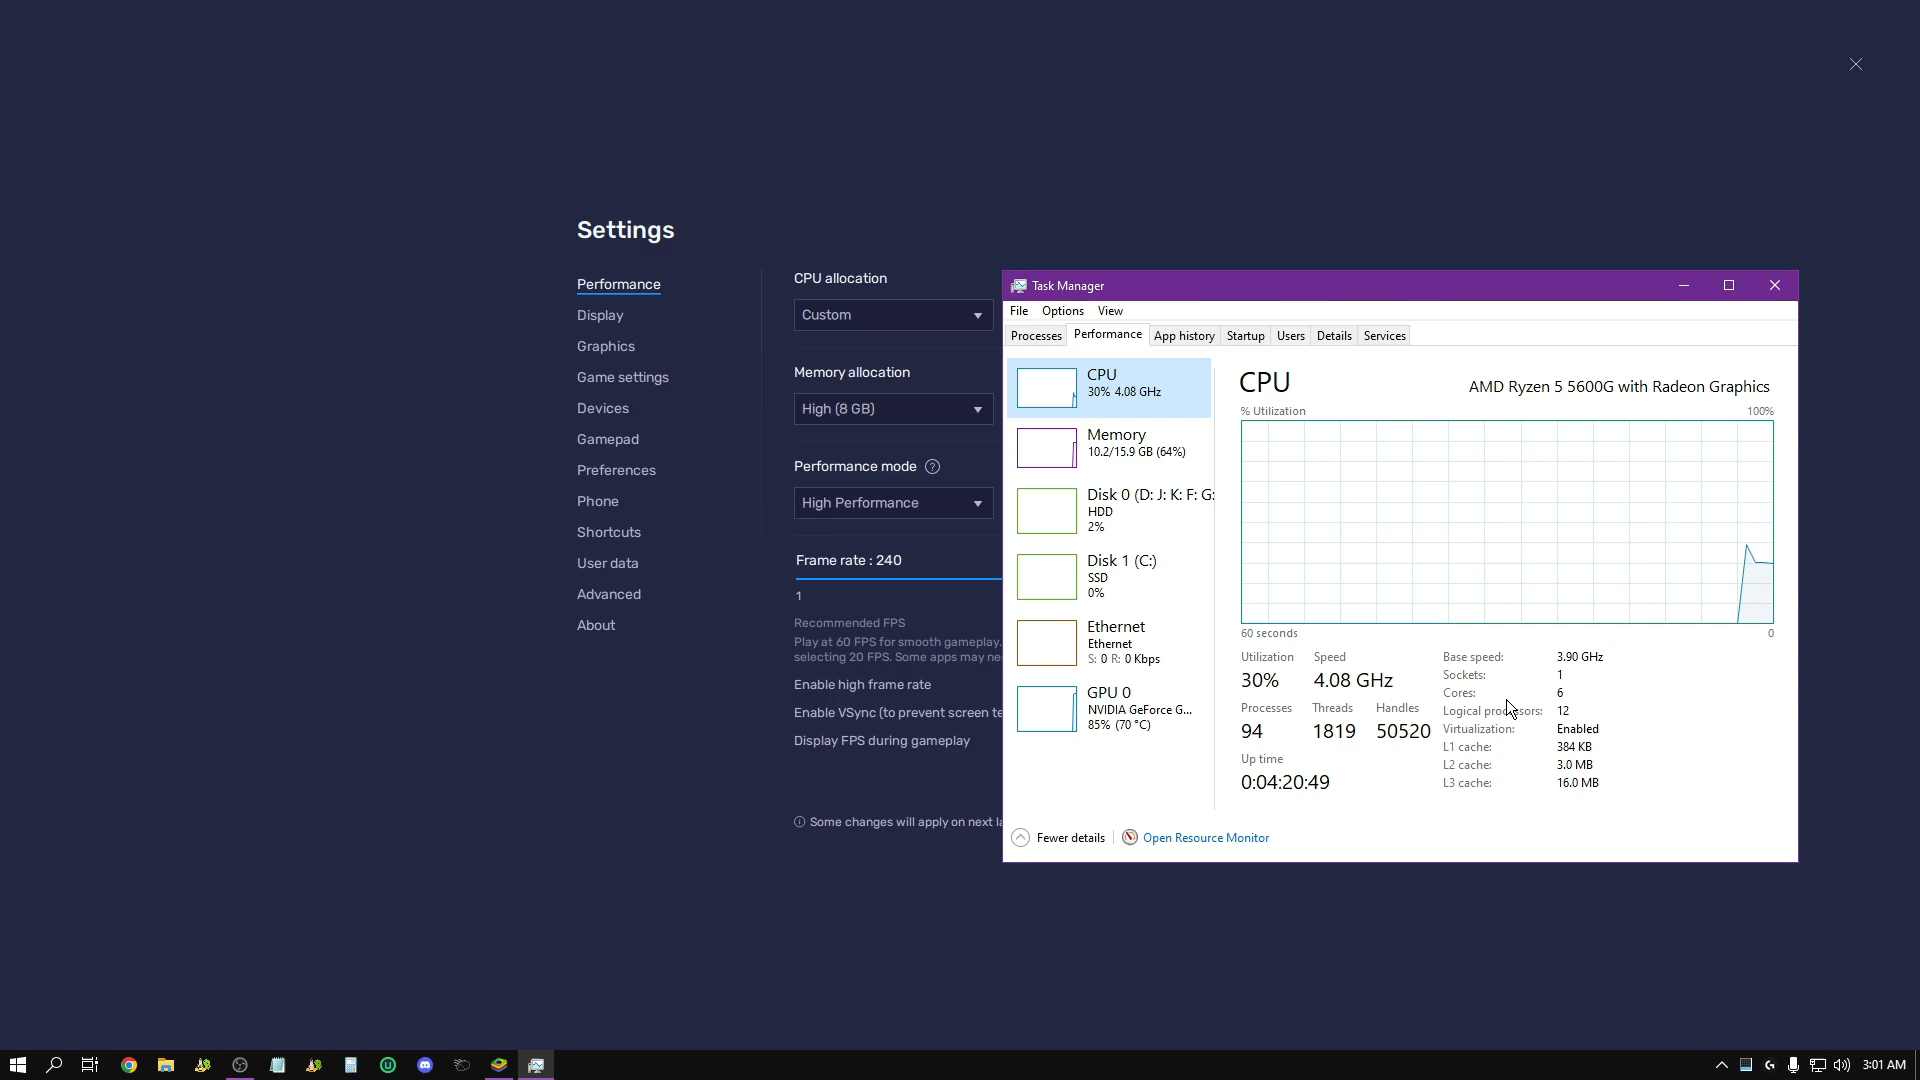 Settings
Performance
Display
Graphics
Game settings
Devices
Gamepad
Preferences
Phone
Shortcuts
User data
Advanced
About
CPU allocation
Custom
Memory allocation
High (8 GB)
Performance mode ?
High Performance
Frame rate : 240
1
Recommended FPS
Play at 60 FPS for smooth gameplay.
selecting 20 FPS. Some apps may
Enable high frame rate
Enable VSync (to prevent screen
Display FPS during gameplay
Some changes will apply on next
Task Manager
File Options View
Processes Performance App history Startup Users Details Services
CPU
30% 4.08 GHz
Memory
10.2/15.9 GB (64%)
Disk 0 (D: J: K: F: G:
HDD
2%
Disk 1 (C:)
SSD
0%
Ethernet
Ethernet
S: 0 R: 0 Kbps
GPU 0
NVIDIA GeForce G...
85% (70 °C)
CPU AMD Ryzen 5 5600G with Radeon Graphics
% Utilization 100%
60 seconds 0
Utilization Speed
30% 4.08 GHz
Processes Threads Handles
94 1819 50520
Up time
0:04:20:49
Base speed: 3.90 GHz
Sockets: 1
Cores: 6
Logical processors: 12
Virtualization: Enabled
L1 cache: 384 KB
L2 cache: 3.0 MB
L3 cache: 16.0 MB
Fewer details Open Resource Monitor
3:01 AM